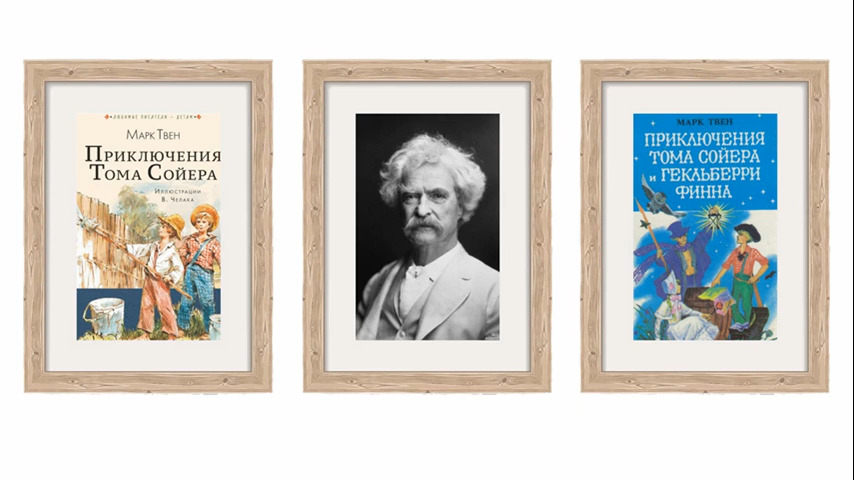 ЛЮБИМЫЕ ПИСАТЕЛИ – ДЕТЯМ
МАРК ТВЕН
ПРИКЛЮЧЕНИЯ
ТОМА СОЙЕРА
ИЛЛЮСТРАЦИИ
В. ЧЕЛАКА
МАРК ТВЕН
ПРИКЛЮЧЕНИЯ
ТОМА СОЙЕРА
и ГЕКЛЬБЕРРИ
ФИННА